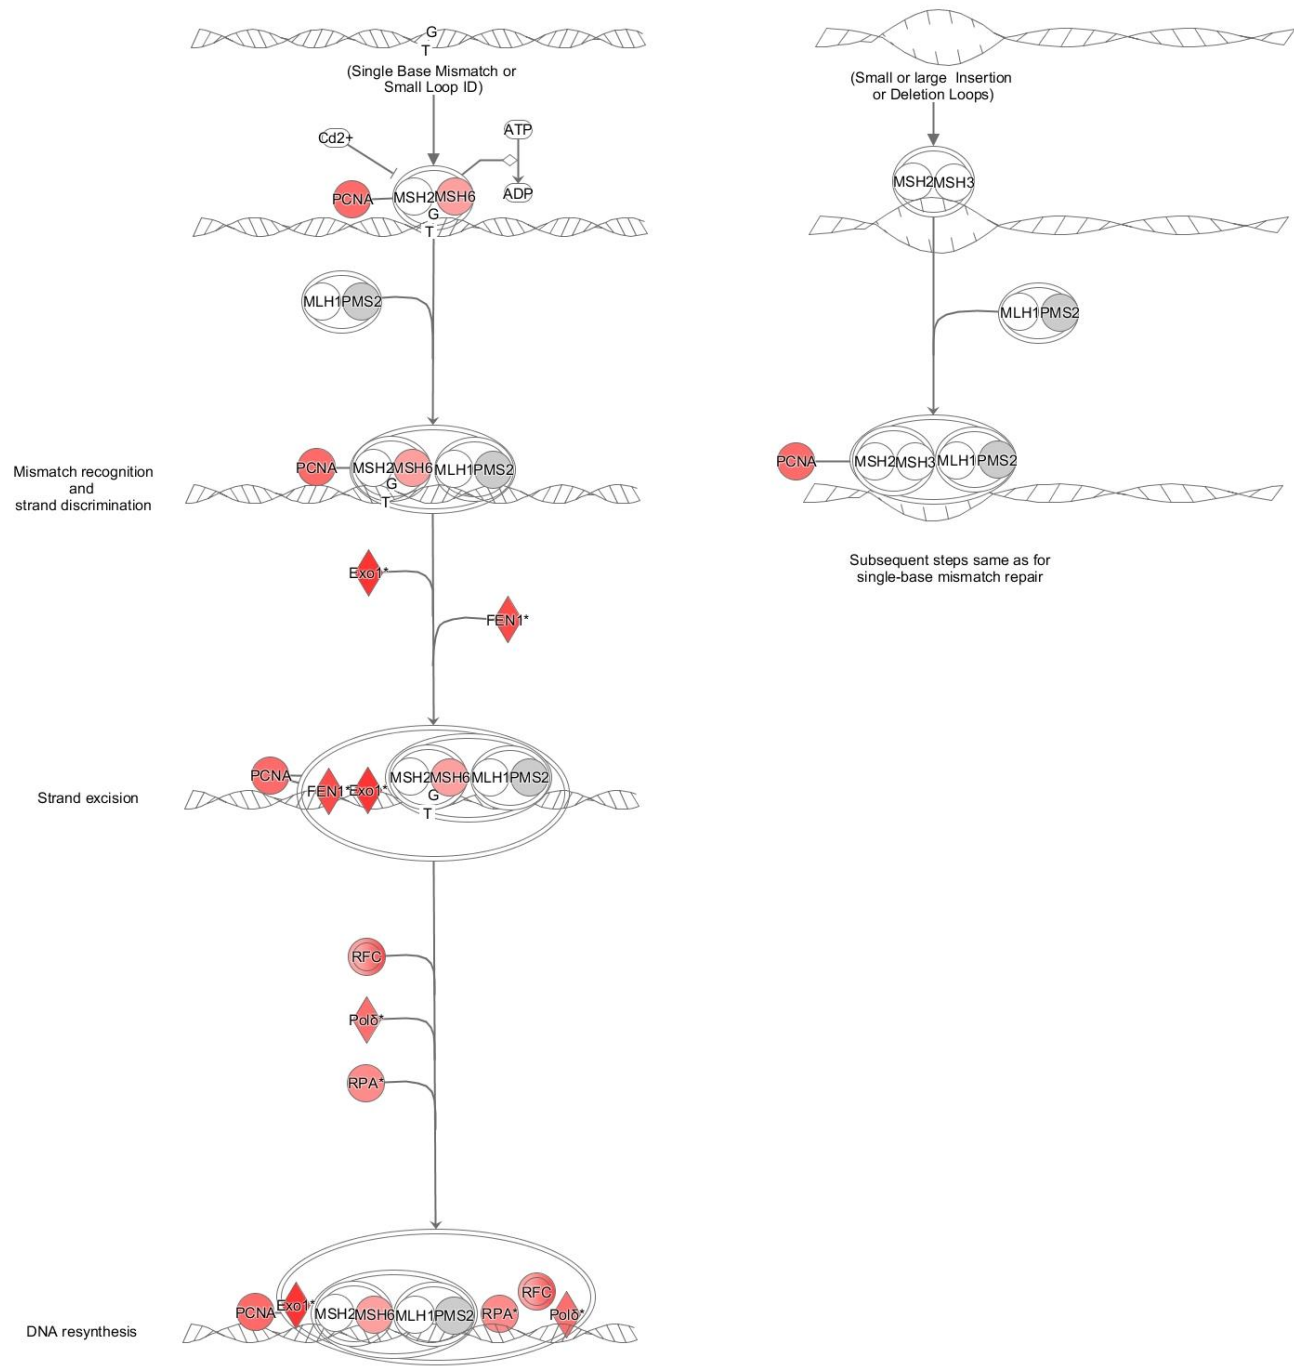 G
T
(Single Base Mismatch or
Small Loop ID)
(Small or large Insertion
or Deletion Loops)
Cd2+
ATP
ADP
PCNA
MSH2
MSH6
G
T
MSH2
MSH3
MLH1
PMS2
MLH1
PMS2
Mismatch recognition
and
strand discrimination
PCNA
MSH2
MSH6
MLH1
PMS2
G
T
PCNA
MSH2
MSH3
MLH1
PMS2
Subsequent steps same as for
single-base mismatch repair
Exo1*
FEN1*
Strand excision
PCNA
FEN1*
Exo1*
MSH2
MSH6
MLH1
PMS2
G
T
RFC
Polδ*
RPA*
DNA resynthesis
PCNA
Exo1*
MSH2
MSH6
MLH1
PMS2
RPA*
RFC
Polδ*